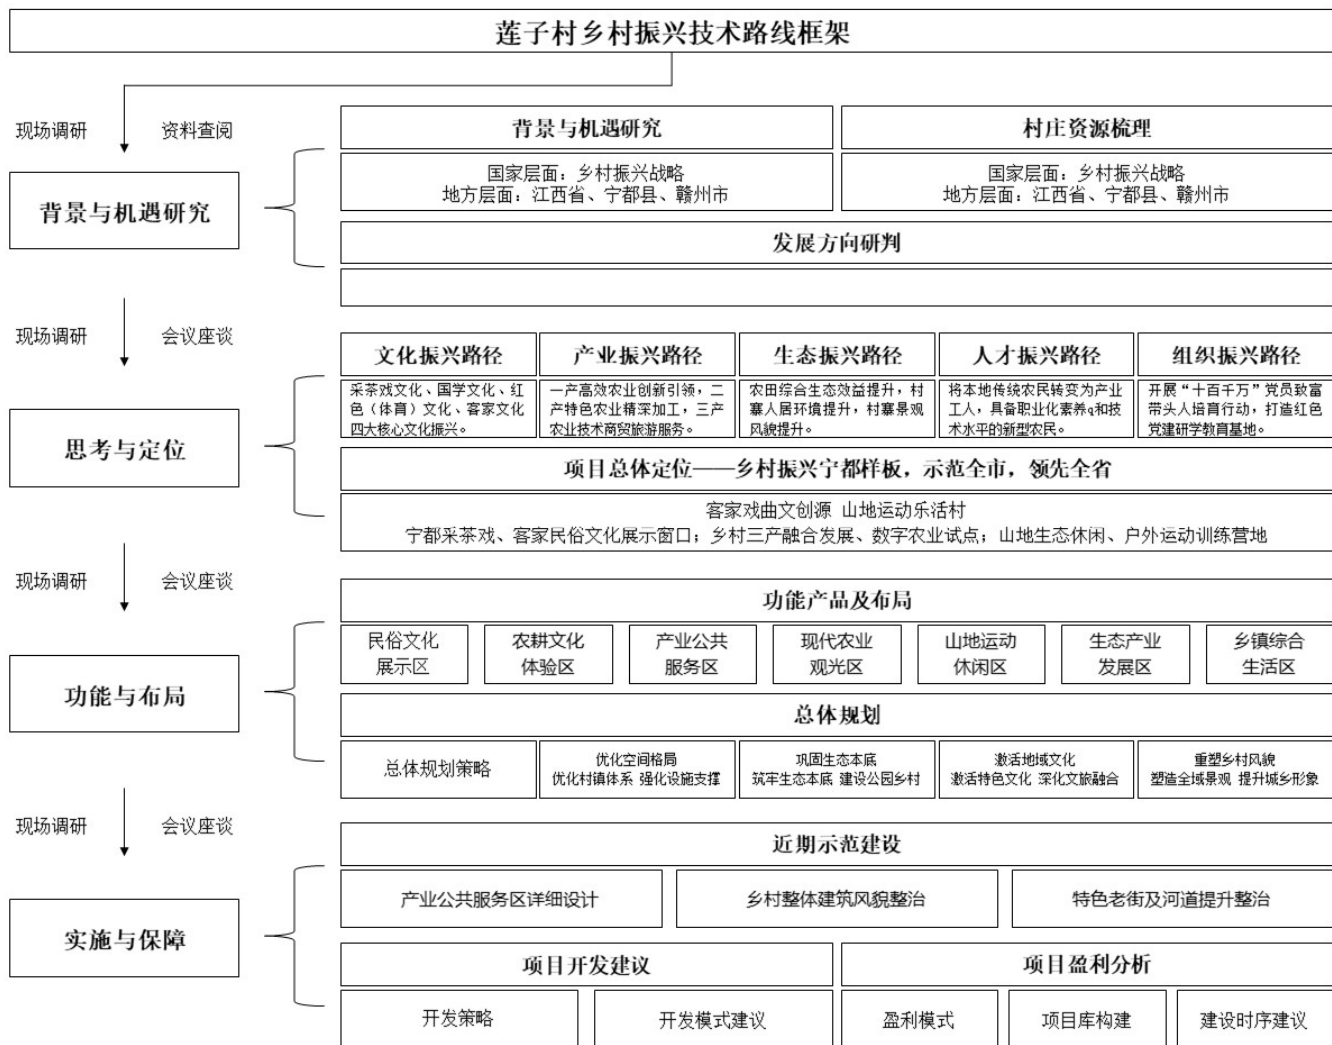 莲子村乡村振兴技术路线框架
现场调研
资料查阅
背景与机遇研究
背景与机遇研究
村庄资源梳理
国家层面：乡村振兴战略
地方层面：江西省、宁都县、赣州市
国家层面：乡村振兴战略
地方层面：江西省、宁都县、赣州市
发展方向研判
现场调研
会议座谈
思考与定位
文化振兴路径
产业振兴路径
生态振兴路径
人才振兴路径
组织振兴路径
采茶戏文化、国学文化、红
色（体育）文化、客家文化
四大核心文化振兴。
一产高效农业创新引领，二
产特色农业精深加工，三产
农业技术商贸旅游服务。
农田综合生态效益提升，村
寨人居环境提升，村寨景观
风貌提升。
将本地传统农民转变为产业
工人，具备职业化素养q和技
术水平的新型农民。
开展“十百千万”党员致富
带头人培育行动，打造红色
党建研学教育基地。
项目总体定位——乡村振兴宁都样板，示范全市，领先全省
客家戏曲文创源 山地运动乐活村
宁都采茶戏、客家民俗文化展示窗口；乡村三产融合发展、数字农业试点；山地生态休闲、户外运动训练营地
现场调研
会议座谈
功能与布局
功能产品及布局
民俗文化
展示区
农耕文化
体验区
产业公共
服务区
现代农业
观光区
山地运动
休闲区
生态产业
发展区
乡镇综合
生活区
总体规划
总体规划策略
优化空间格局
优化村镇体系 强化设施支撑
巩固生态本底
筑牢生态本底 建设公园乡村
激活地域文化
激活特色文化 深化文旅融合
重塑乡村风貌
塑造全域景观 提升城乡形象
现场调研
会议座谈
实施与保障
近期示范建设
产业公共服务区详细设计
乡村整体建筑风貌整治
特色老街及河道提升整治
项目开发建议
项目盈利分析
开发策略
开发模式建议
盈利模式
项目库构建
建设时序建议